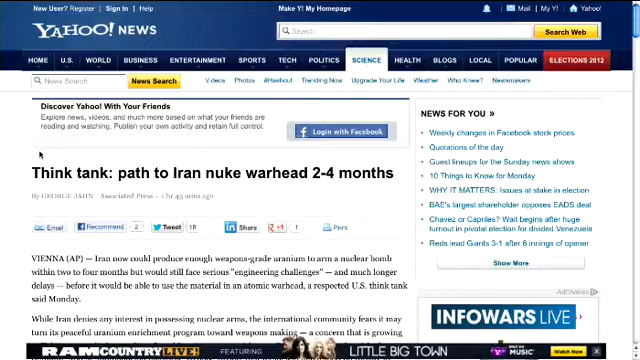 New User? Register Sign In Help Make Y! My Homepage Mail My Y! Yahoo!
YAHOO! NEWS Search Search Web
HOME U.S. WORLD BUSINESS ENTERTAINMENT SPORTS TECH POLITICS SCIENCE HEALTH BLOGS LOCAL POPULAR ELECTIONS 2012
News Search News Search Videos Photos #Hashout Trending Now Upgrade Your Life Weather Who Knew? Newsmakers
Discover Yahoo! With Your Friends
Explore news, videos, and much more based on what your friends are
reading and watching. Publish your own activity and retain full control.
Login with Facebook
Think tank: path to Iran nuke warhead 2-4 months
By GEORGE JAHN Associated Press – 1 hr 45 mins ago
Email Recommend 2 Tweet 18 Share 3 +1 1 Print
VIENNA (AP) — Iran now could produce enough weapons-grade uranium to arm a nuclear bomb
within two to four months but would still face serious "engineering challenges" — and much longer
delays — before it would be able to use the material in an atomic warhead, a respected U.S. think tank
said Monday.
While Iran denies any interest in possessing nuclear arms, the international community fears it may
turn its peaceful uranium enrichment program toward weapons making — a concern that is growing
NEWS FOR YOU »
Weekly changes in Facebook stock prices
Quotations of the day
Guest lineups for the Sunday news shows
10 Things to Know for Monday
WHY IT MATTERS: Issues at stake in election
BAE's largest shareholder opposes EADS deal
Chavez or Capriles? Wait begins after huge
turnout in pivotal election for divided Venezuela
Reds lead Giants 3-1 after 6 innings of opener
Show More
AdChoices
INFOWARS LIVE
RAM COUNTRY LIVE! FEATURING LITTLE BIG TOWN Y! MUSIC Watch Now